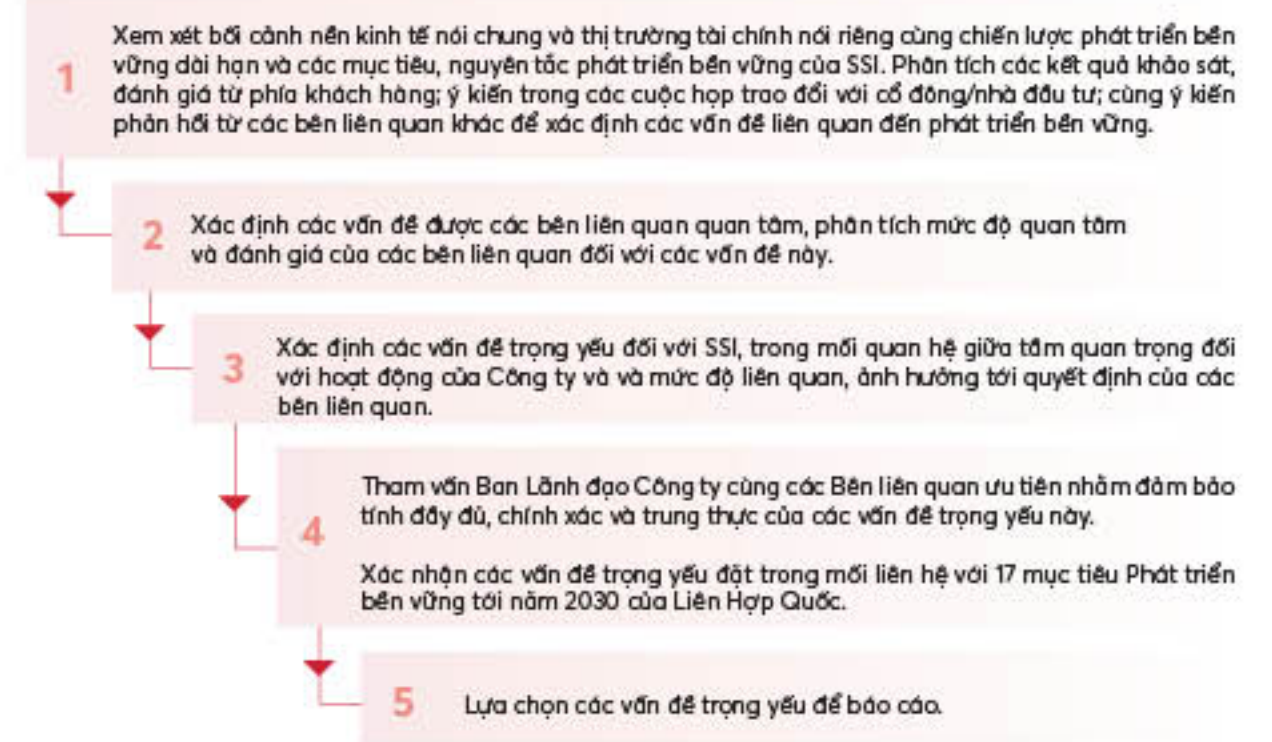 1
Xem xét bối cảnh nền kinh tế nói chung và thị trường tài chính nói riêng cùng chiến lược phát triển bền
vững dài hạn và các mục tiêu, nguyên tắc phát triển bền vững của SSI. Phân tích các kết quả khảo sát,
đánh giá từ phía khách hàng; ý kiến trong các cuộc họp trao đổi với cổ đông/nhà đầu tư; cùng ý kiến
phản hồi từ các bên liên quan khác để xác định các vấn đề liên quan đến phát triển bền vững.
2
Xác định các vấn đề được các bên liên quan quan tâm, phân tích mức độ quan tâm
và đánh giá của các bên liên quan đối với các vấn đề này.
3
Xác định các vấn đề trọng yếu đối với SSI, trong mối quan hệ giữa tầm quan trọng đối
với hoạt động của Công ty và và mức độ liên quan, ảnh hưởng tới quyết định của các
bên liên quan.
4
Tham vấn Ban Lãnh đạo Công ty cùng các Bên liên quan ưu tiên nhằm đảm bảo
tính đầy đủ, chính xác và trung thực của các vấn đề trọng yếu này.
Xác nhận các vấn đề trọng yếu đặt trong mối liên hệ với 17 mục tiêu Phát triển
bền vững tới năm 2030 của Liên Hợp Quốc.
5
Lựa chọn các vấn đề trọng yếu để báo cáo.